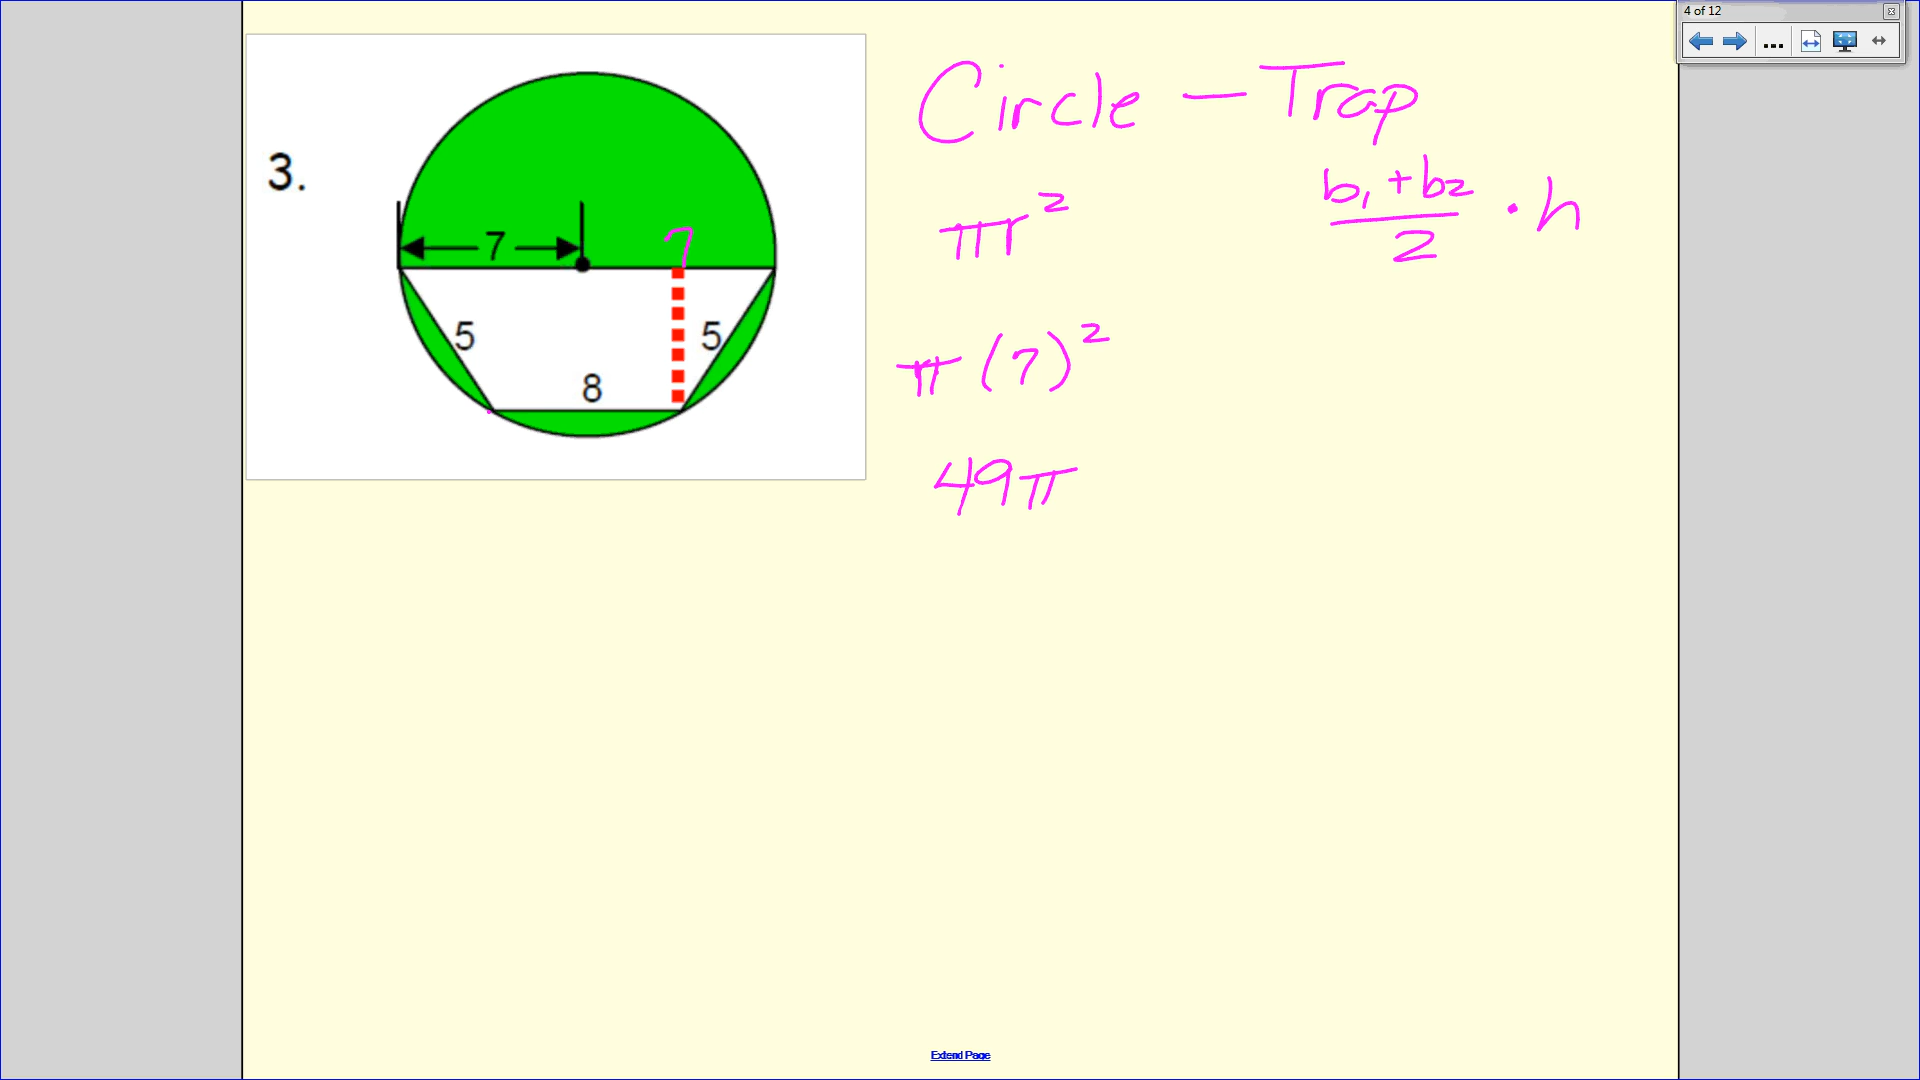 4 of 12
Circle - Trap
3.
πr²
b₁+b₂/2 · h
7
7
5
5
π(7)²
8
49π
Extend Page